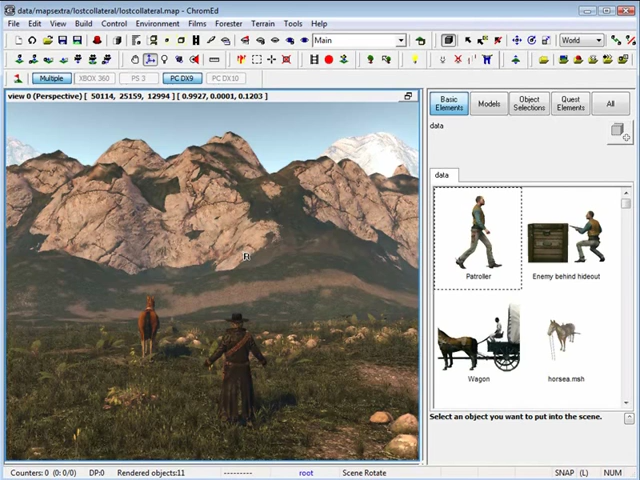 data/mapsextra/lostcollateral/lostcollateral.map - ChromEd
File Edit View Build Control Environment Films Forester Terrain Tools Help
Main
World
Multiple XBOX 360 PS 3 PC DX9 PC DX10
view 0 (Perspective) [ 50114, 25159, 12994 ] [ 0.9927, 0.0001, 0.1203 ]
Basic Elements
Models
Object Selections
Quest Elements
All
data
data
Patroller
Enemy behind hideout
Wagon
horsea.msh
Select an object you want to put into the scene.
Counters: 0 (0: 0/0) DP:0 Rendered objects:11 --------- root Scene Rotate SNAP (L) NUM